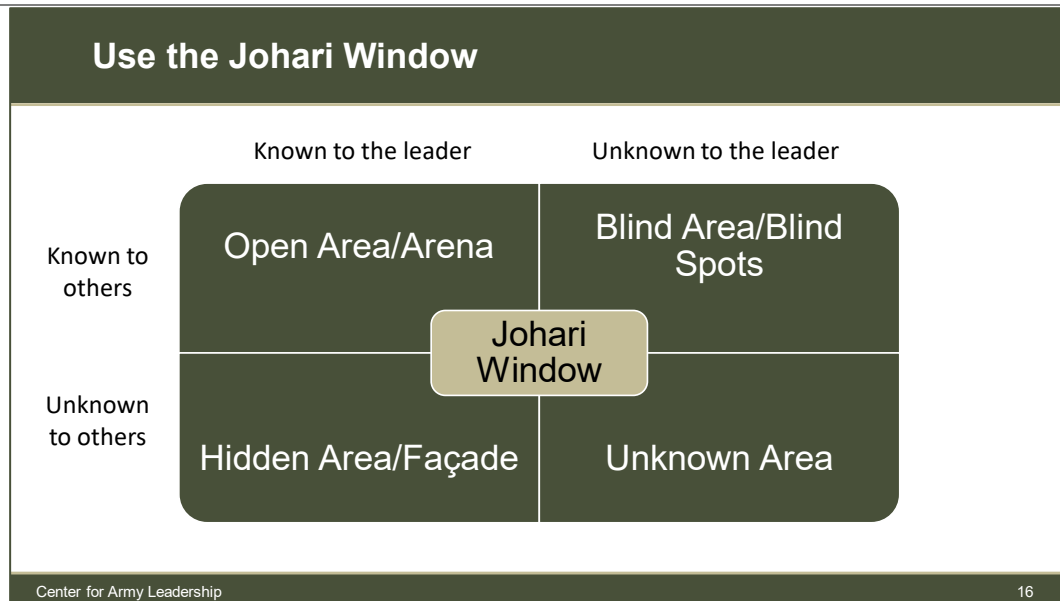 Use the Johari Window
Known to the leader
Unknown to the leader
Known to
others
Open Area/Arena
Blind Area/Blind
Spots
Johari
Window
Unknown
to others
Hidden Area/Façade
Unknown Area
Center for Army Leadership
16